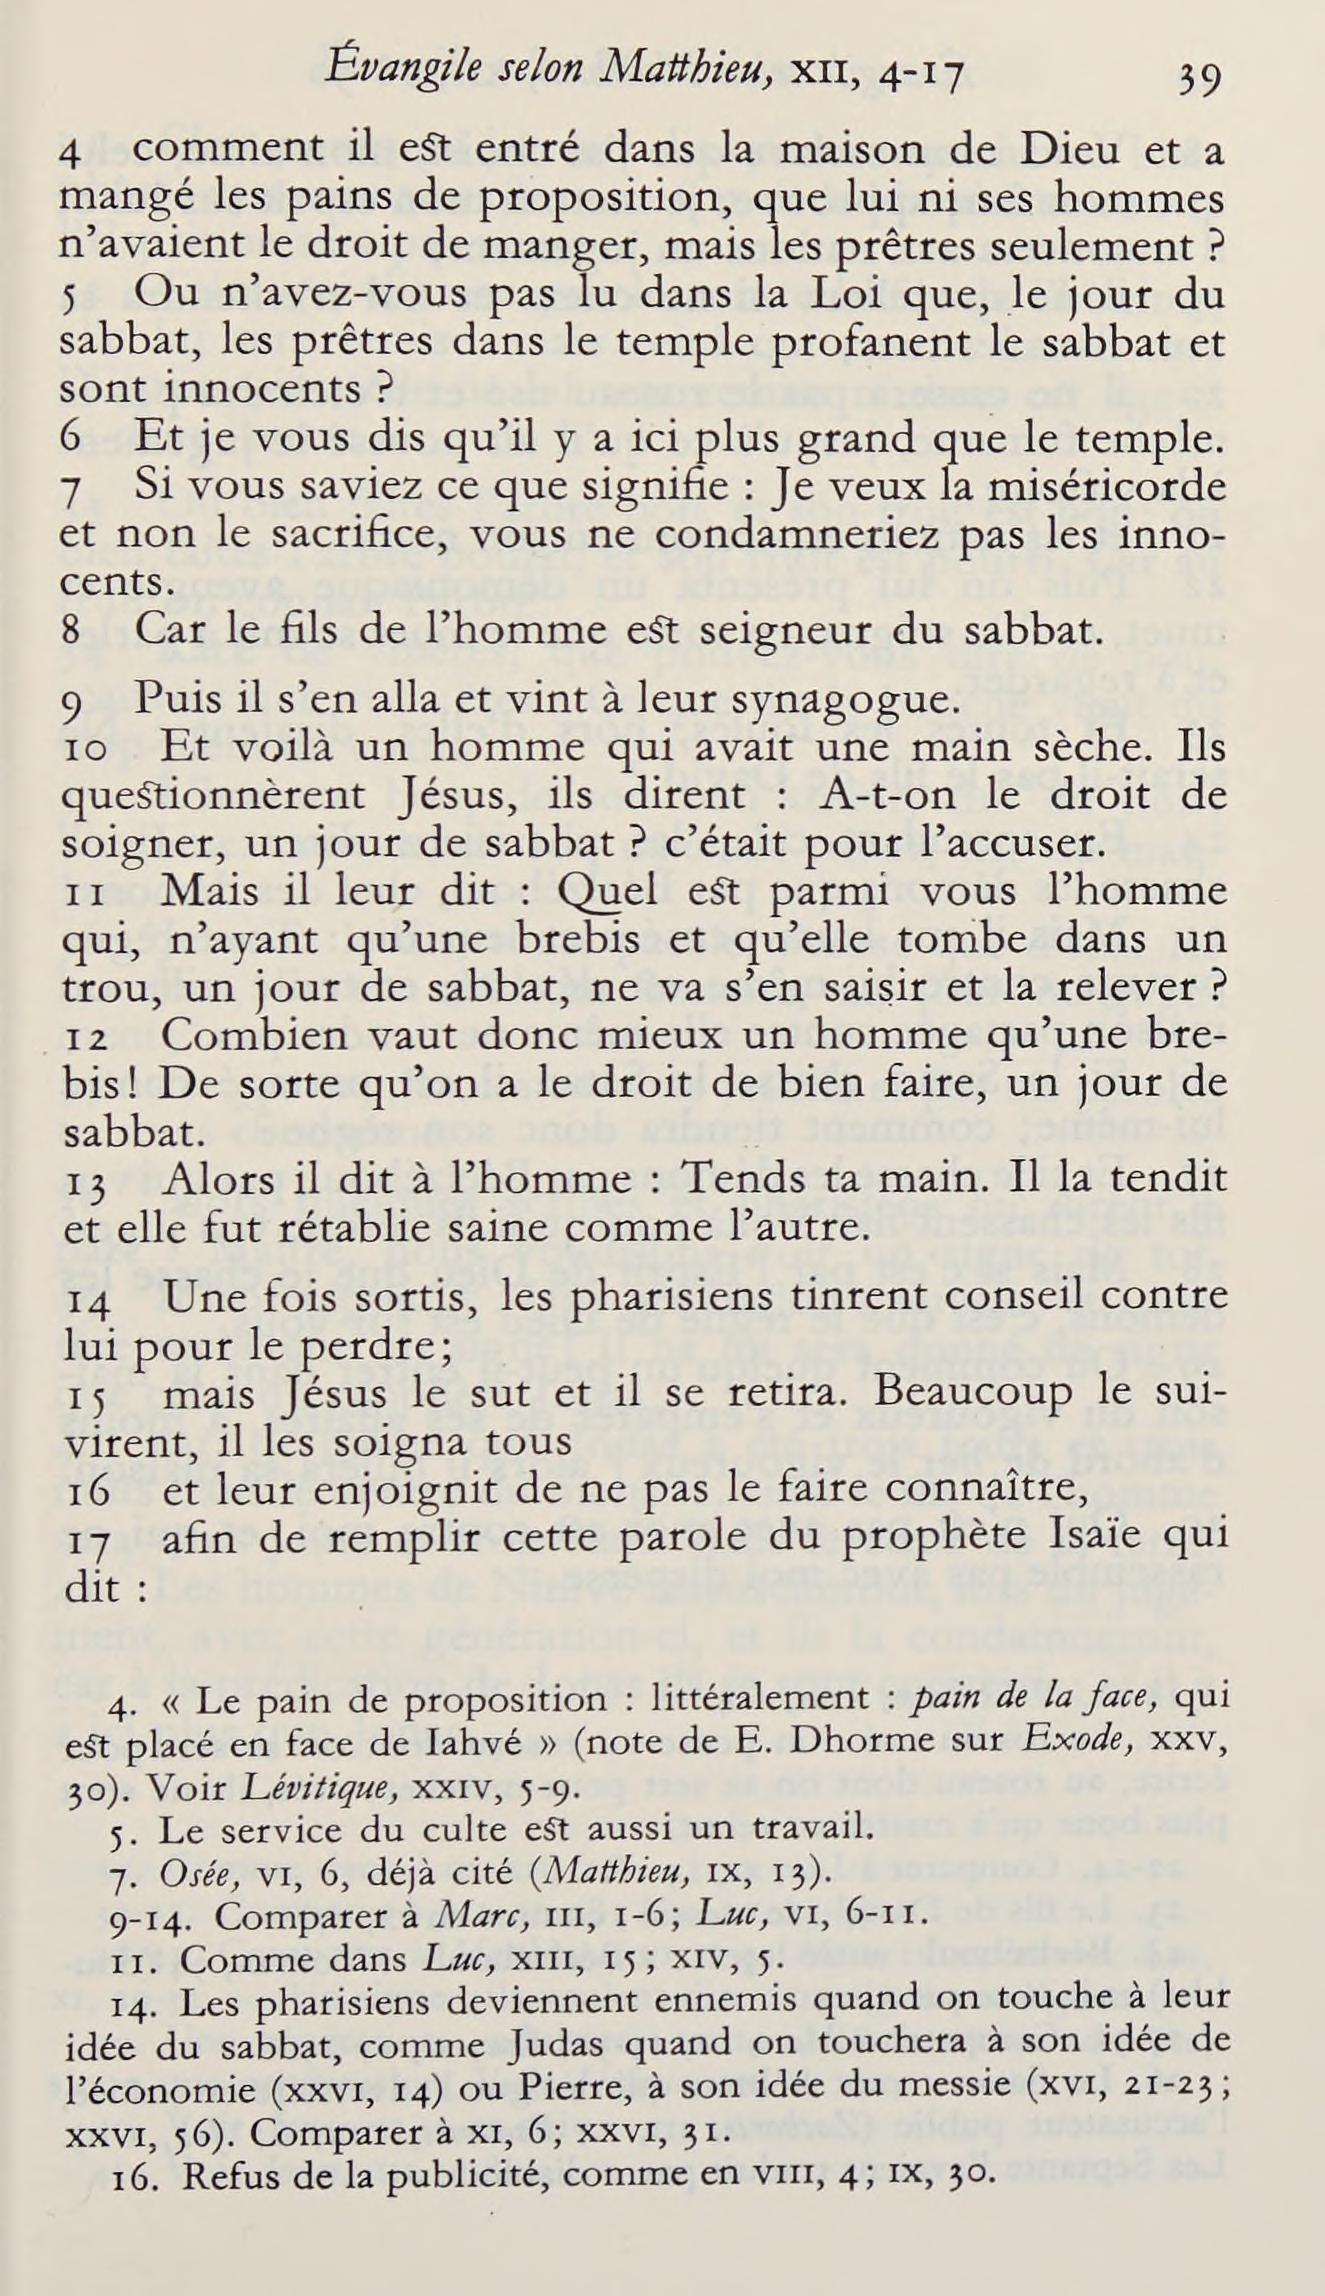 Évangile selon Matthieu, XII, 4-17 39
4 comment il est entré dans la maison de Dieu et a
mangé les pains de proposition, que lui ni ses hommes
n'avaient le droit de manger, mais les prêtres seulement ?
5 Ou n'avez-vous pas lu dans la Loi que, le jour du
sabbat, les prêtres dans le temple profanent le sabbat et
sont innocents ?
6 Et je vous dis qu'il y a ici plus grand que le temple.
7 Si vous saviez ce que signifie : Je veux la miséricorde
et non le sacrifice, vous ne condamneriez pas les inno-
cents.
8 Car le fils de l'homme est seigneur du sabbat.
9 Puis il s'en alla et vint à leur synagogue.
10 Et voilà un homme qui avait une main sèche. Ils
questionnèrent Jésus, ils dirent : A-t-on le droit de
soigner, un jour de sabbat ? c'était pour l'accuser.
11 Mais il leur dit : Quel est parmi vous l'homme
qui, n'ayant qu'une brebis et qu'elle tombe dans un
trou, un jour de sabbat, ne va s'en saisir et la relever ?
12 Combien vaut donc mieux un homme qu'une bre-
bis! De sorte qu'on a le droit de bien faire, un jour de
sabbat.
13 Alors il dit à l'homme : Tends ta main. Il la tendit
et elle fut rétablie saine comme l'autre.
14 Une fois sortis, les pharisiens tinrent conseil contre
lui pour le perdre;
15 mais Jésus le sut et il se retira. Beaucoup le sui-
virent, il les soigna tous
16 et leur enjoignit de ne pas le faire connaître,
17 afin de remplir cette parole du prophète Isaïe qui
dit :
4. « Le pain de proposition : littéralement : pain de la face, qui
est placé en face de Iahvé » (note de E. Dhorme sur Exode, XXV,
30). Voir Lévitique, XXIV, 5-9.
5. Le service du culte est aussi un travail.
7. Osée, VI, 6, déjà cité (Matthieu, IX, 13).
9-14. Comparer à Marc, III, 1-6; Luc, VI, 6-11.
11. Comme dans Luc, XIII, 15; XIV, 5.
14. Les pharisiens deviennent ennemis quand on touche à leur
idée du sabbat, comme Judas quand on touchera à son idée de
l'économie (XXVI, 14) ou Pierre, à son idée du messie (XVI, 21-23;
XXVI, 56). Comparer à XI, 6; XXVI, 31.
16. Refus de la publicité, comme en VIII, 4; IX, 30.